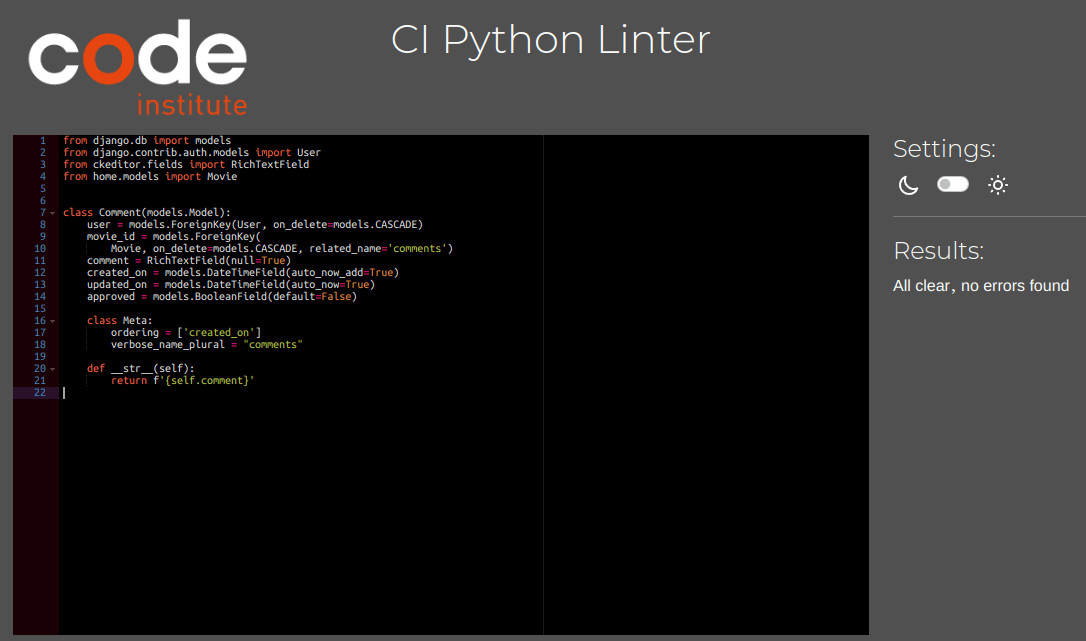 code
institute
CI Python Linter
1 from django.db import models
2 from django.contrib.auth.models import User
3 from ckeditor.fields import RichTextField
4 from home.models import Movie
5
6
7 class Comment(models.Model):
8     user = models.ForeignKey(User, on_delete=models.CASCADE)
9     movie_id = models.ForeignKey(
10         Movie, on_delete=models.CASCADE, related_name='comments')
11     comment = RichTextField(null=True)
12     created_on = models.DateTimeField(auto_now_add=True)
13     updated_on = models.DateTimeField(auto_now=True)
14     approved = models.BooleanField(default=False)
15
16     class Meta:
17         ordering = ['created_on']
18         verbose_name_plural = "comments"
19
20     def __str__(self):
21         return f'{self.comment}'
22
Settings:
Results:
All clear, no errors found